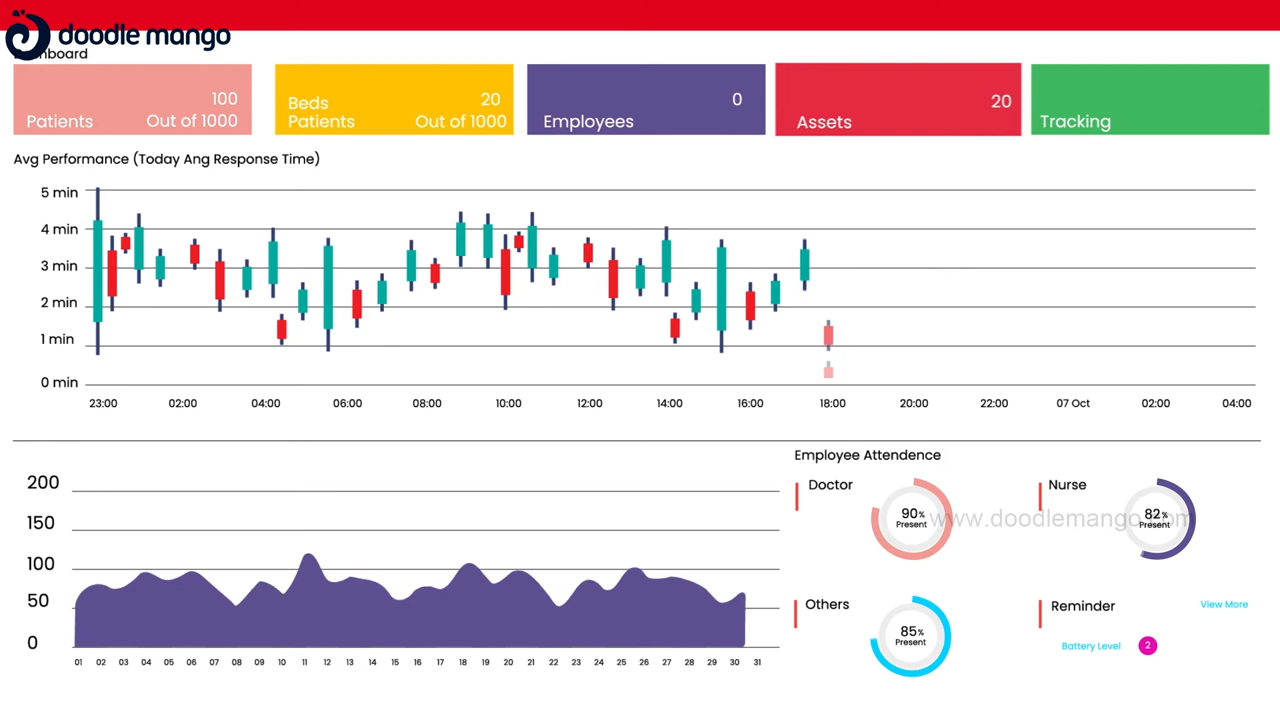 doodle mango
Patients
100
Out of 1000
Beds
Patients
20
Out of 1000
Employees
0
Assets
20
Tracking
Avg Performance (Today Ang Response Time)
5 min
4 min
3 min
2 min
1 min
0 min
23:00 02:00 04:00 06:00 08:00 10:00 12:00 14:00 16:00 18:00 20:00 22:00 07 Oct 02:00 04:00
200
150
100
50
0
01 02 03 04 05 06 07 08 09 10 11 12 13 14 15 16 17 18 19 20 21 22 23 24 25 26 27 28 29 30 31
Employee Attendence
Doctor
90%
Present
Nurse
82%
Present
www.doodlemango.com
Others
85%
Present
Reminder
View More
Battery Level 2